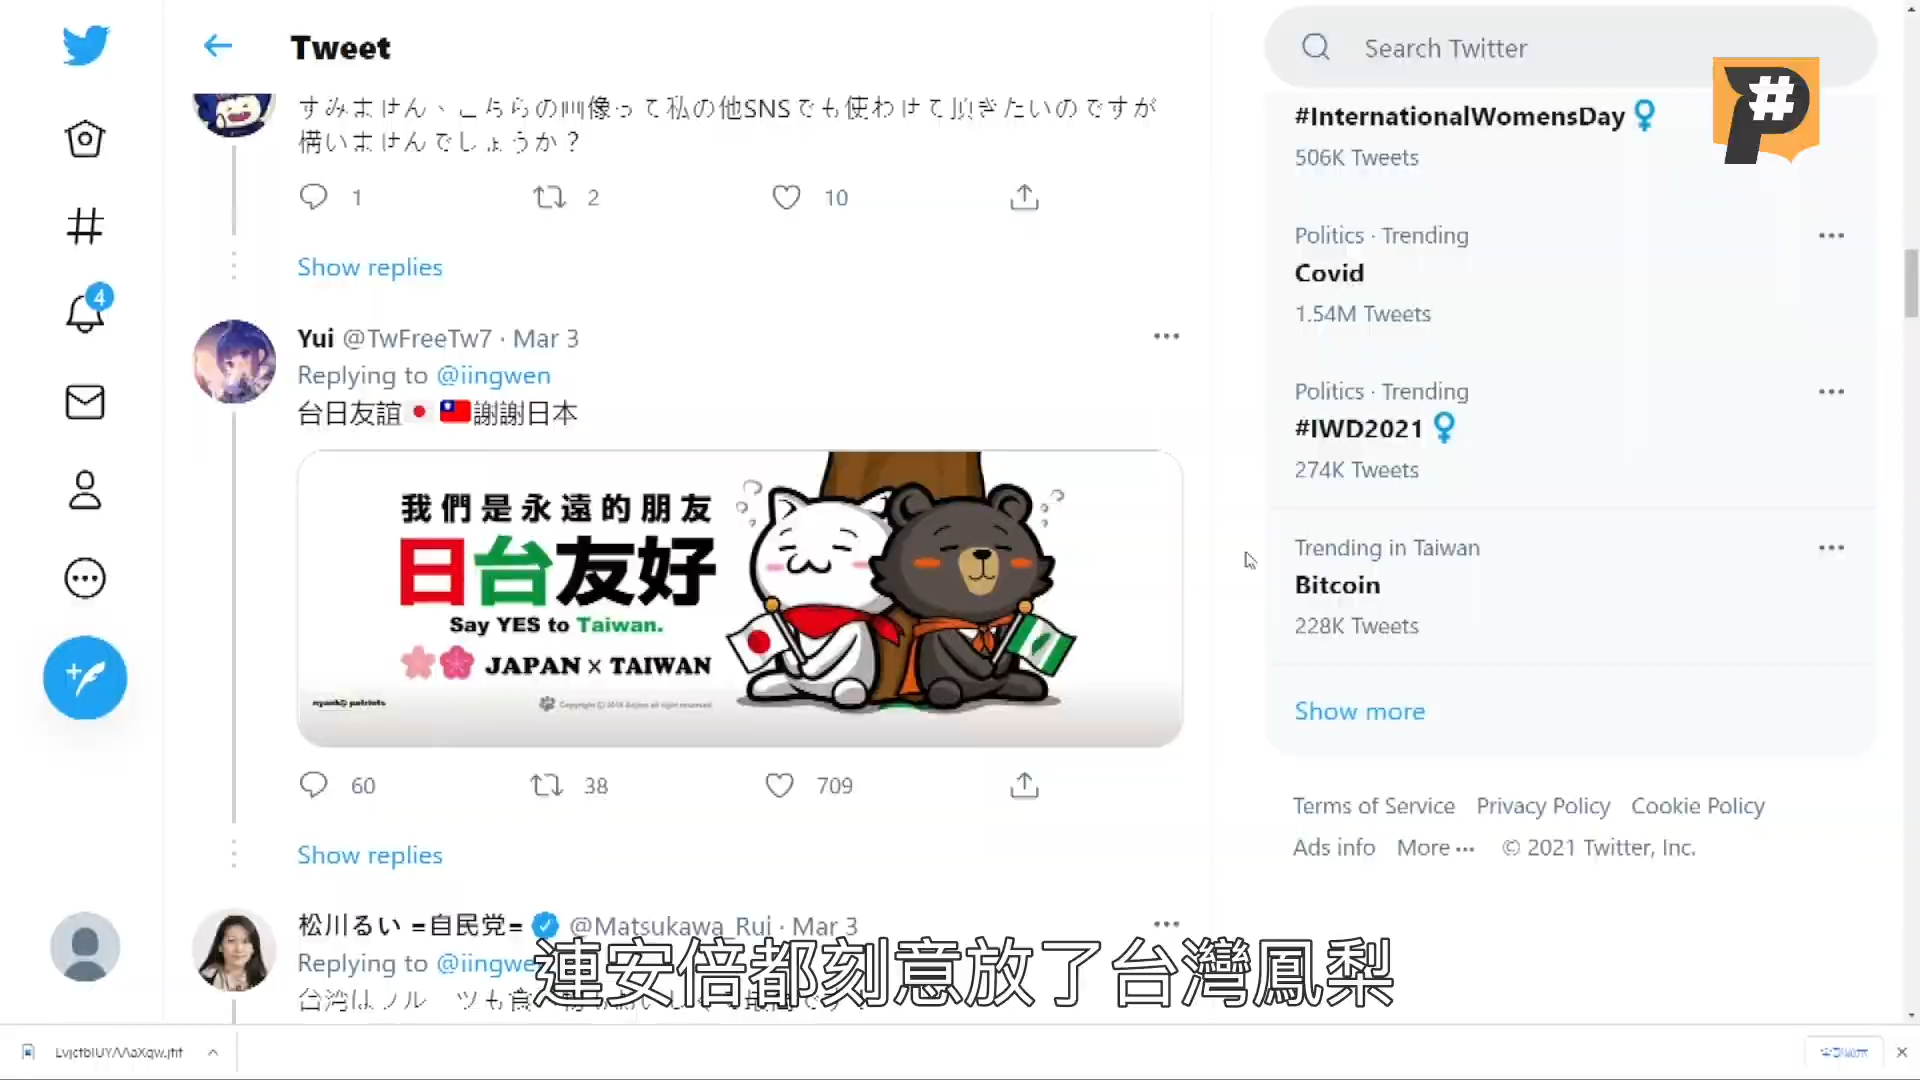 Tweet
Search Twitter
すみません、こちらの画像って私の他SNSでも使わせて頂きたいのですが
構いませんでしょうか？
1 2 10
Show replies
Yui @TwFreeTw7 · Mar 3
Replying to @iingwen
台日友誼🇯🇵🇹🇼謝謝日本
我們是永遠的朋友
日台友好
Say YES to Taiwan.
JAPAN × TAIWAN
60 38 709
Show replies
松川るい =自民党= @Matsukawa_Rui · Mar 3
Replying to @iingwe
連安倍都刻意放了台灣鳳梨
#InternationalWomensDay
506K Tweets
Politics · Trending
Covid
1.54M Tweets
Politics · Trending
#IWD2021
274K Tweets
Trending in Taiwan
Bitcoin
228K Tweets
Show more
Terms of Service Privacy Policy Cookie Policy
Ads info More ··· © 2021 Twitter, Inc.
4
P#